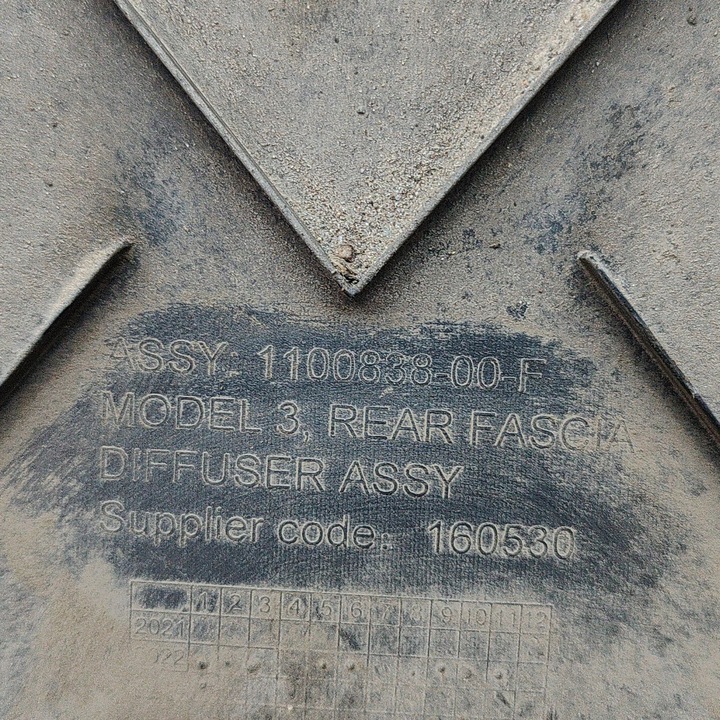 ASSY: 1100838-00-F
MODEL 3, REAR FASCIA
DIFFUSER ASSY
Supplier code: 160530
1 2 3 4 5 6 7 8 9 10 11 12
2021